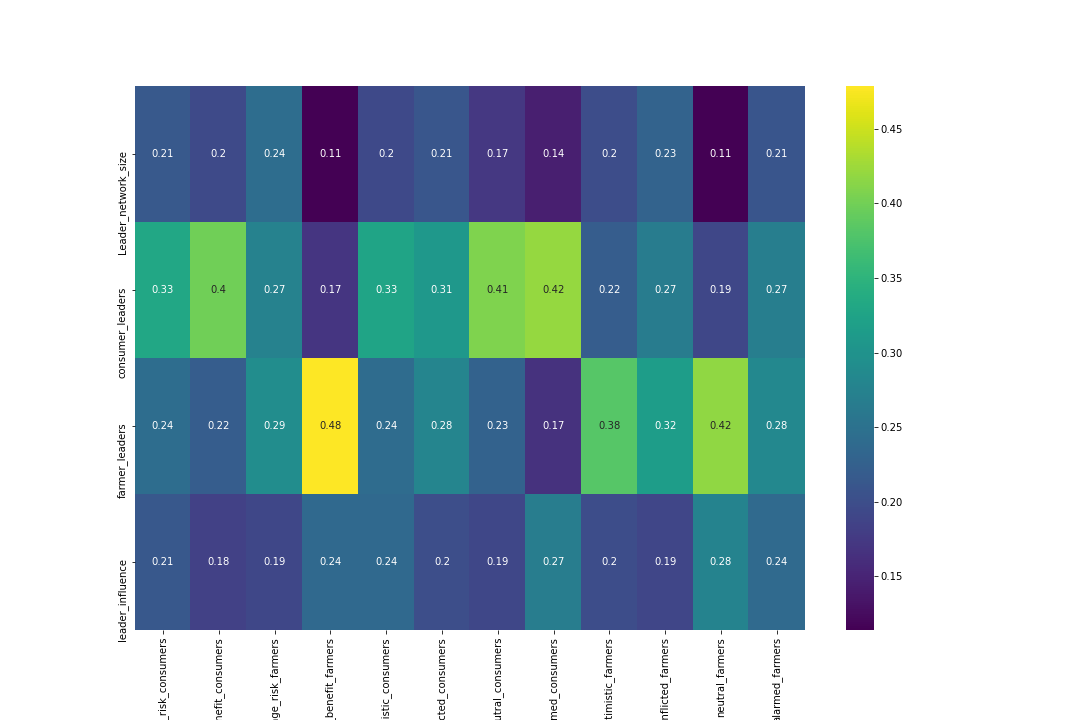 0.21 0.2 0.24 0.11 0.2 0.21 0.17 0.14 0.2 0.23 0.11 0.21
0.33 0.4 0.27 0.17 0.33 0.31 0.41 0.42 0.22 0.27 0.19 0.27
0.24 0.22 0.29 0.48 0.24 0.28 0.23 0.17 0.38 0.32 0.42 0.28
0.21 0.18 0.19 0.24 0.24 0.2 0.19 0.27 0.2 0.19 0.28 0.24
Leader_network_size
consumer_leaders
farmer_leaders
leader_influence
_risk_consumers
nefit_consumers
ge_risk_farmers
_benefit_farmers
istic_consumers
cted_consumers
utral_consumers
med_consumers
timistic_farmers
nflicted_farmers
neutral_farmers
alarmed_farmers
0.45
0.40
0.35
0.30
0.25
0.20
0.15